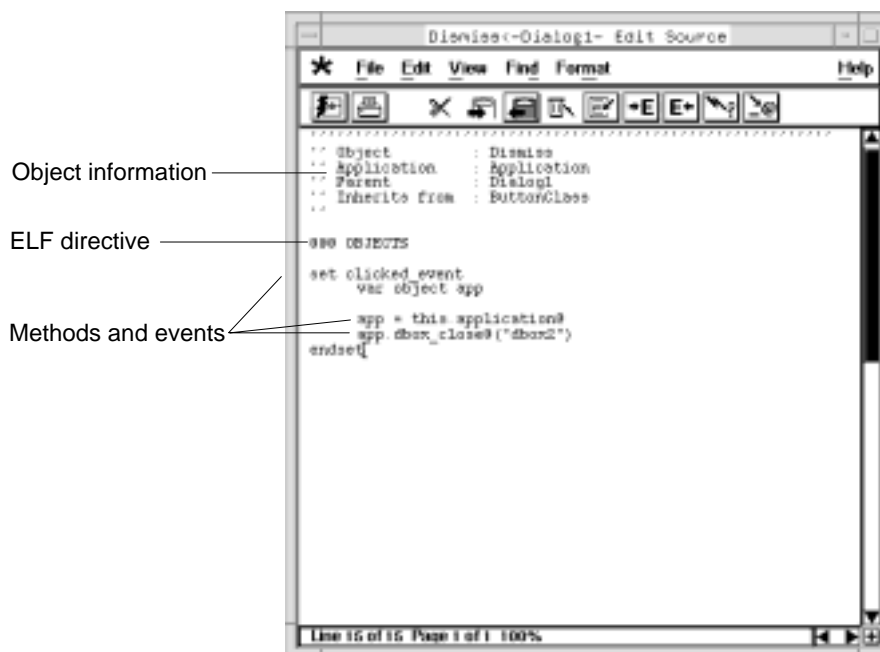 Dismiss<-Dialog1- Edit Source
File Edit View Find Format Help
E E+
'' Object : Dismiss
'' Application : Application
'' Parent : Dialog1
'' Inherits from : ButtonClass
''
@@@ OBJECTS
set clicked_event
var object app
app = this.application@
app.dbox_close@("dbox2")
endset
Object information
ELF directive
Methods and events
Line 15 of 15 Page 1 of 1 100%